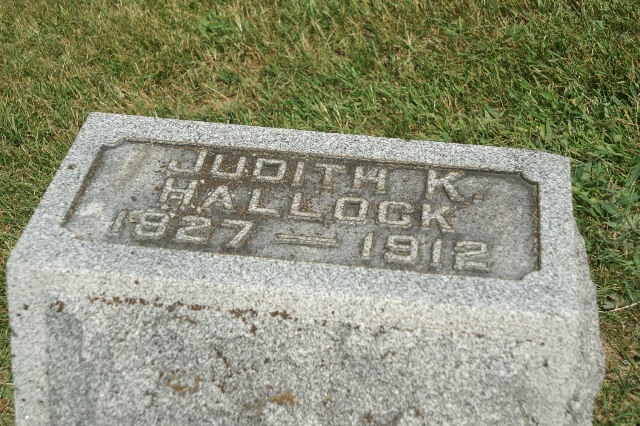 JUDITH K.
HALLOCK
1827 — 1912